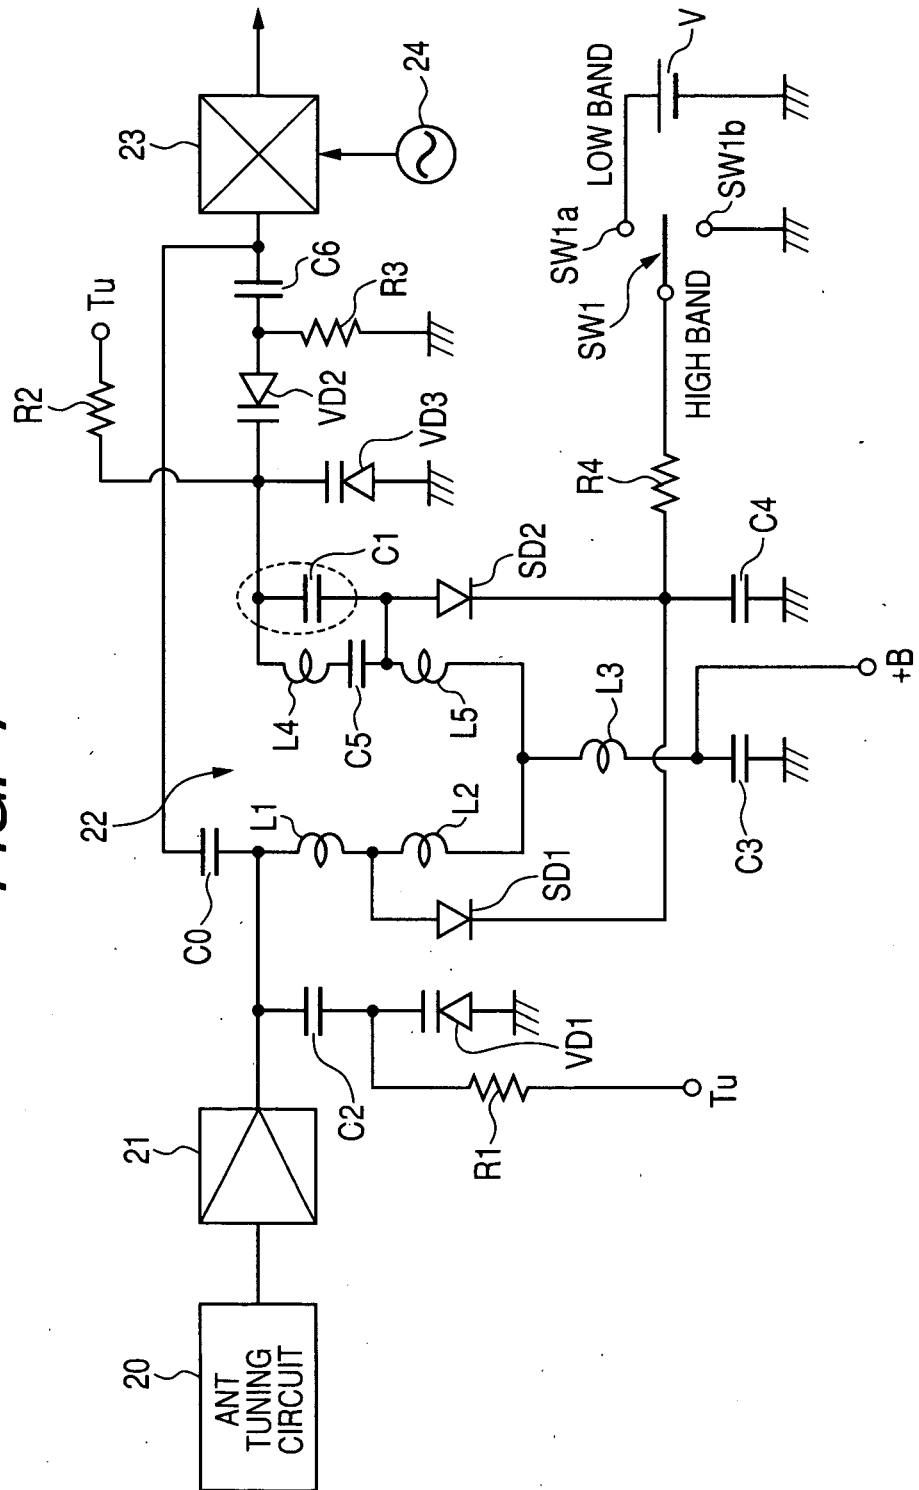 20
ANT
TUNING
CIRCUIT
21
22
23
24
C0
C2
R1
Tu
VD1
L1
L2
SD1
L4
C5
L5
C1
SD2
L3
C3
+B
C4
R4
R2
Tu
VD3
VD2
R3
C6
SW1
HIGH BAND
SW1a
SW1b
LOW BAND
V